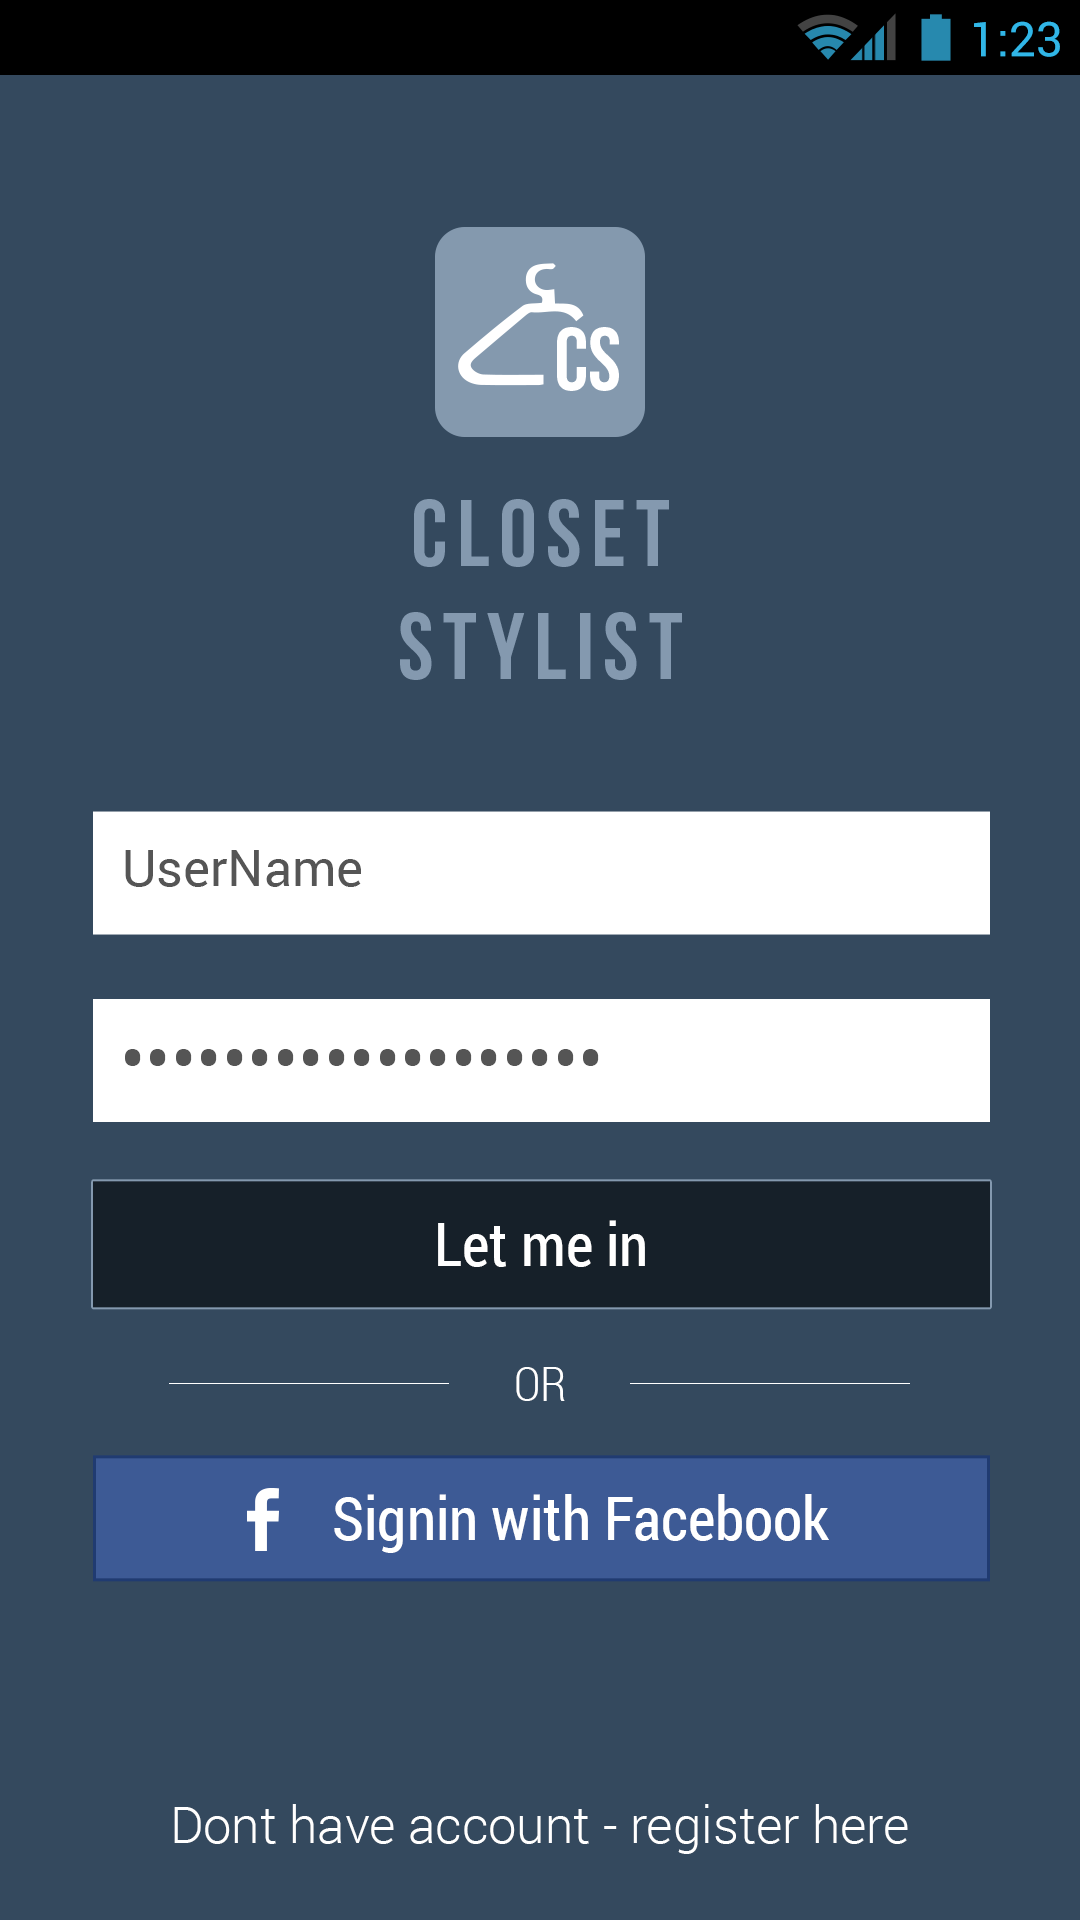 1:23
CS
CLOSET
STYLIST
UserName
•••••••••••••••••••
Let me in
OR
f Signin with Facebook
Dont have account - register here